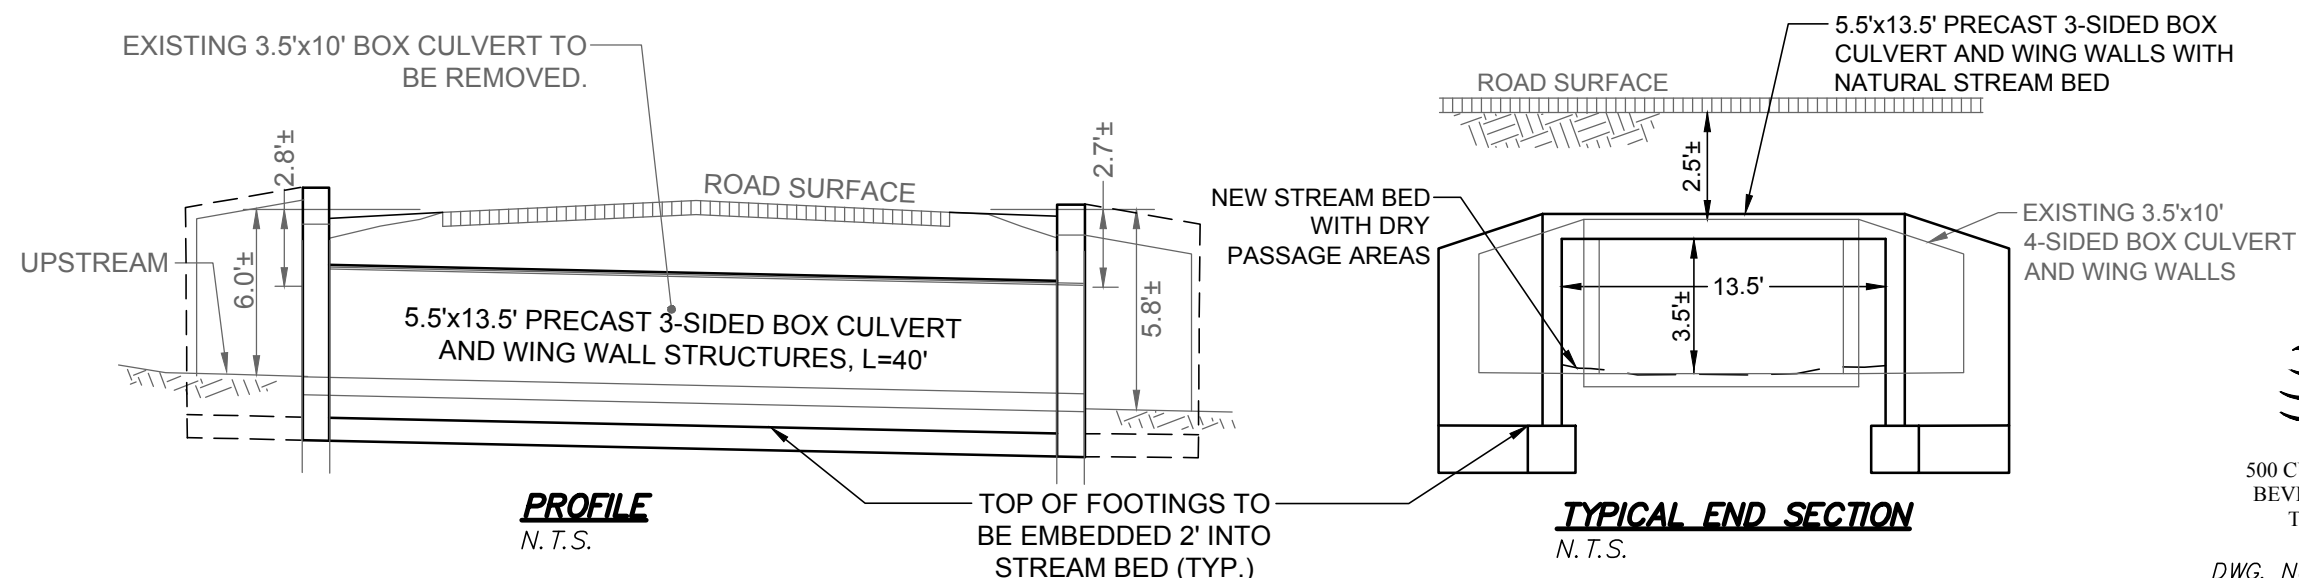 EXISTING 3.5'x10' BOX CULVERT TO
BE REMOVED.
2.8'±
6.0'±
UPSTREAM
ROAD SURFACE
2.7'±
5.8'±
5.5'x13.5' PRECAST 3-SIDED BOX CULVERT
AND WING WALL STRUCTURES, L=40'
PROFILE
N.T.S.
TOP OF FOOTINGS TO
BE EMBEDDED 2' INTO
STREAM BED (TYP.)
5.5'x13.5' PRECAST 3-SIDED BOX
CULVERT AND WING WALLS WITH
NATURAL STREAM BED
ROAD SURFACE
2.5'±
NEW STREAM BED
WITH DRY
PASSAGE AREAS
13.5'
3.5'±
EXISTING 3.5'x10'
4-SIDED BOX CULVERT
AND WING WALLS
TYPICAL END SECTION
N.T.S.
500 C
BEV
T
DWG. N